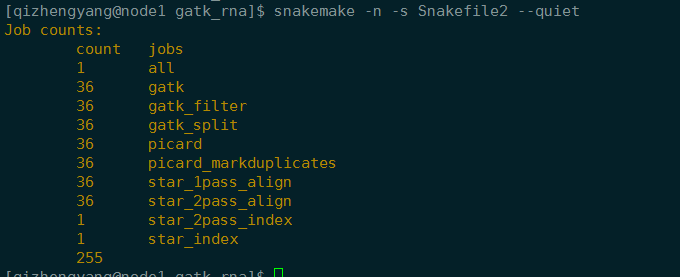 [qizhengyang@node1 gatk_rna]$ snakemake -n -s Snakefile2 --quiet
Job counts:
count jobs
1 all
36 gatk
36 gatk_filter
36 gatk_split
36 picard
36 picard_markduplicates
36 star_1pass_align
36 star_2pass_align
1 star_2pass_index
1 star_index
255
[qizhengyang@node1 gatk_rna]$